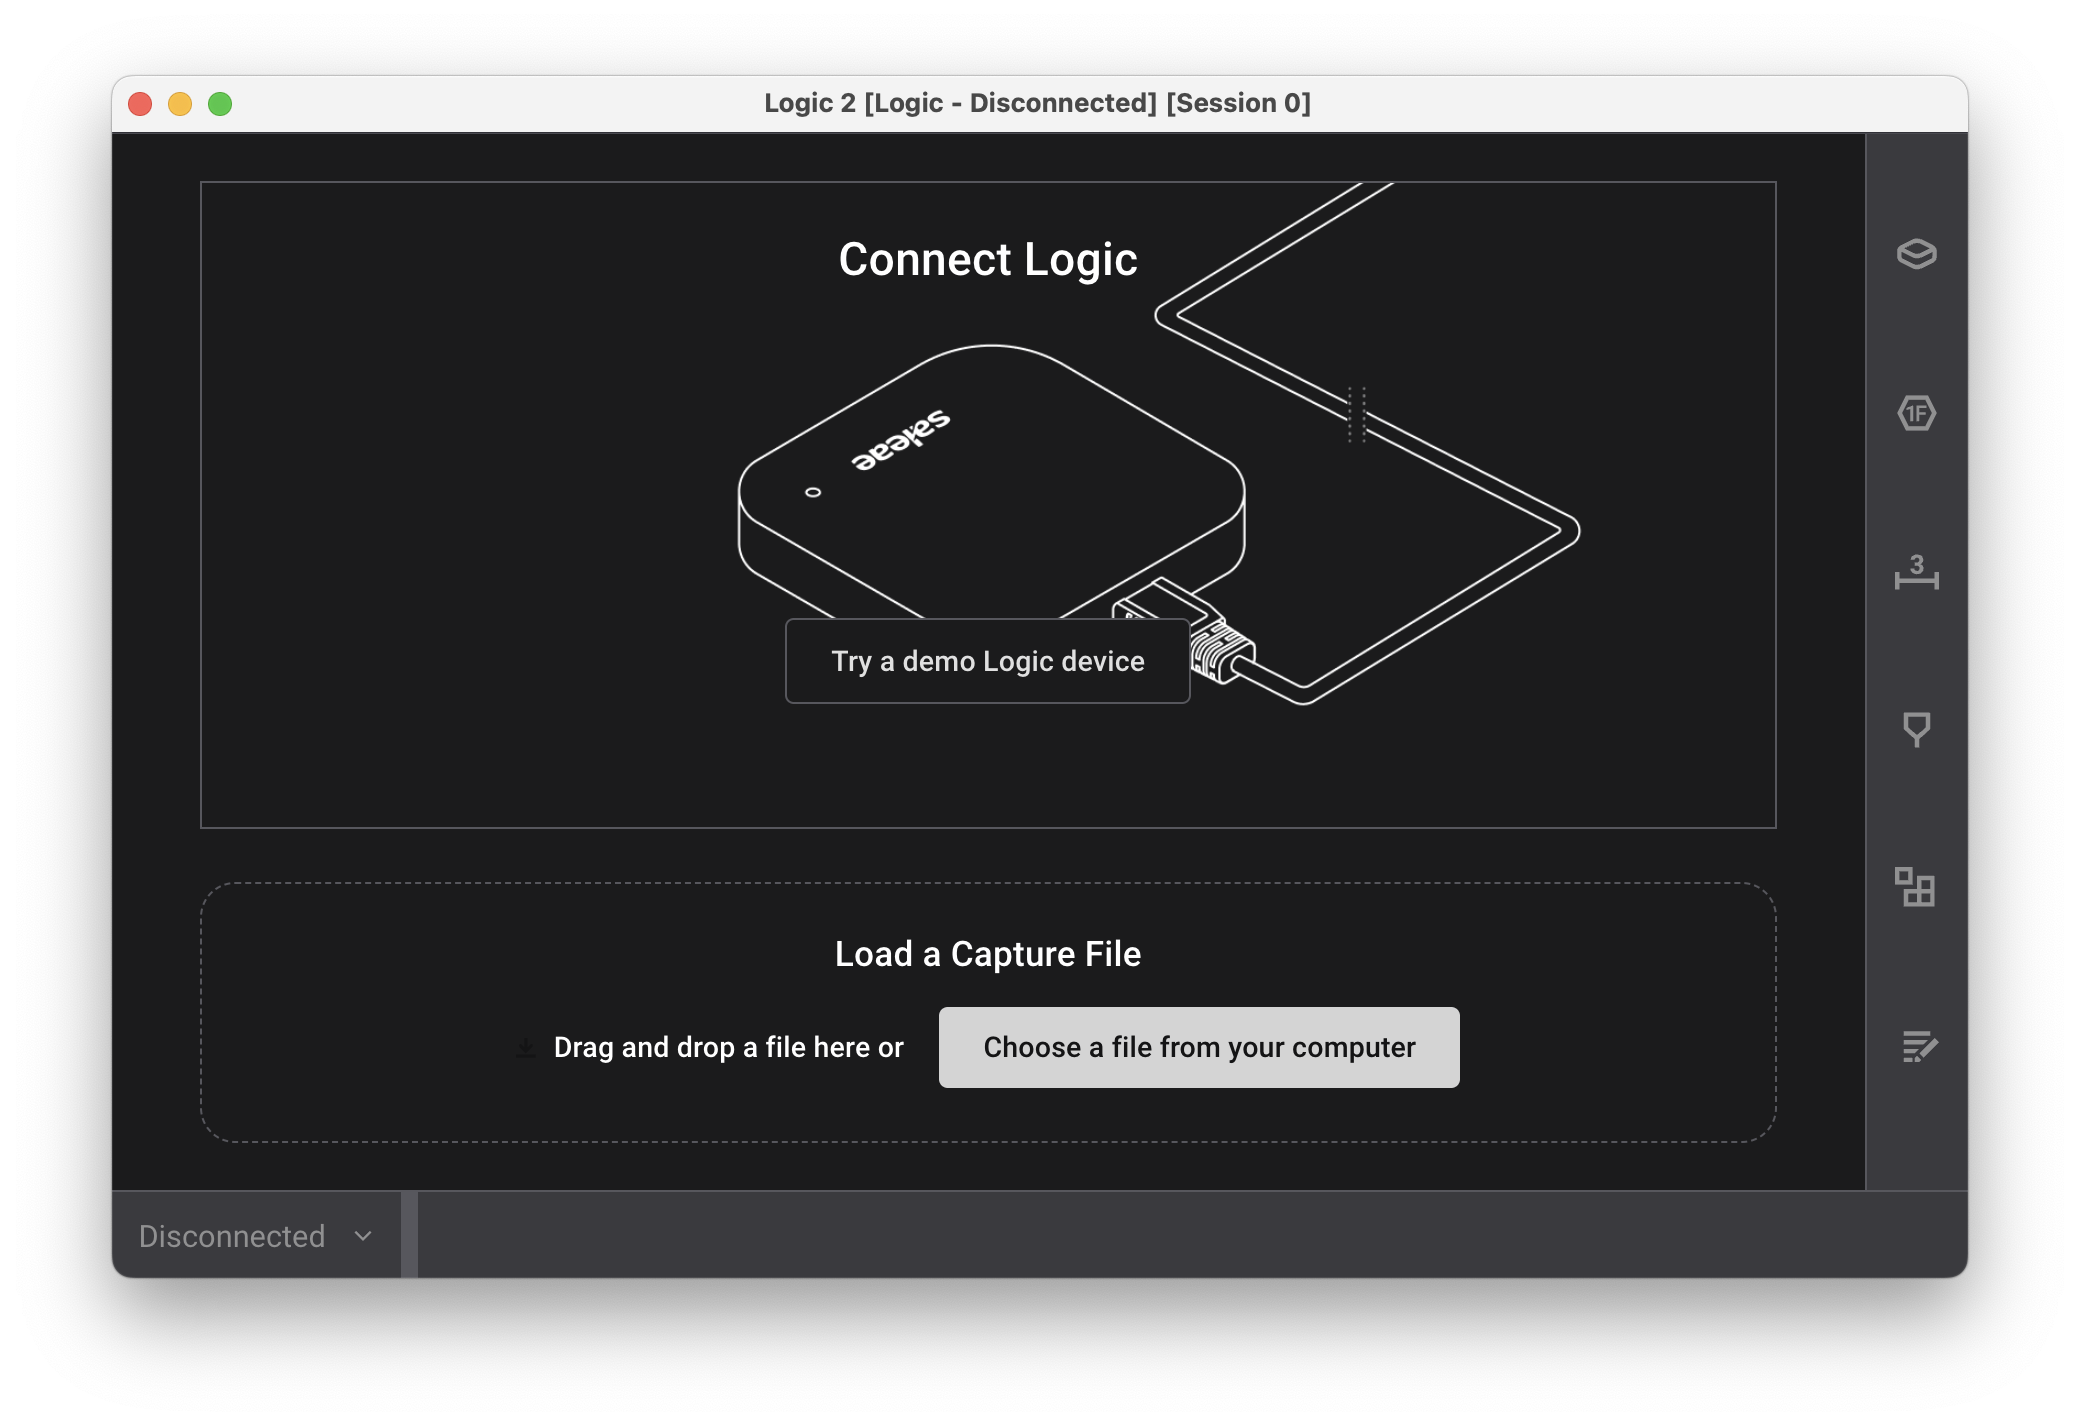 Logic 2 [Logic - Disconnected] [Session 0]
Connect Logic
saleae
Try a demo Logic device
Load a Capture File
Drag and drop a file here or
Choose a file from your computer
1F
3
Disconnected